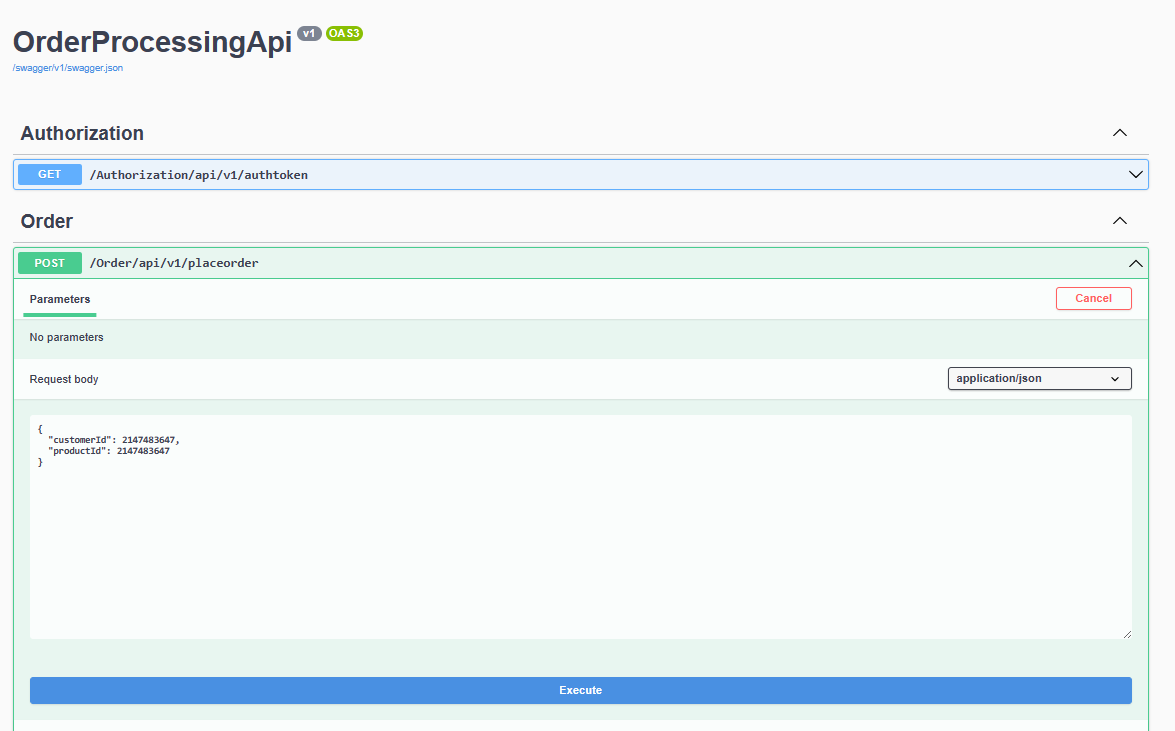 OrderProcessingApi v1 OAS3
/swagger/v1/swagger.json
Authorization
GET /Authorization/api/v1/authtoken
Order
POST /Order/api/v1/placeorder
Parameters Cancel
No parameters
Request body application/json
{
"customerId": 2147483647,
"productId": 2147483647
}
Execute